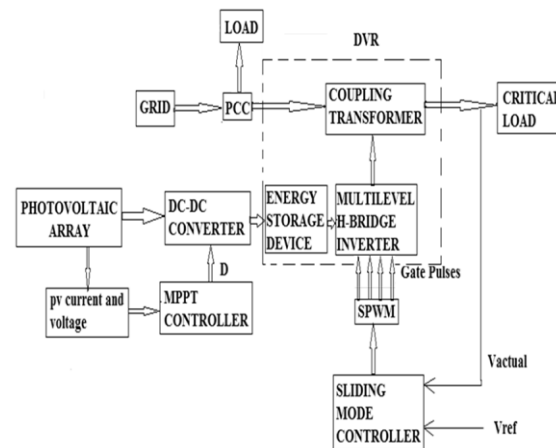 LOAD
DVR
GRID
PCC
COUPLING
TRANSFORMER
CRITICAL
LOAD
PHOTOVOLTAIC
ARRAY
DC-DC
CONVERTER
ENERGY
STORAGE
DEVICE
MULTILEVEL
H-BRIDGE
INVERTER
D
Gate Pulses
pv current and
voltage
MPPT
CONTROLLER
SPWM
SLIDING
MODE
CONTROLLER
Vactual
Vref